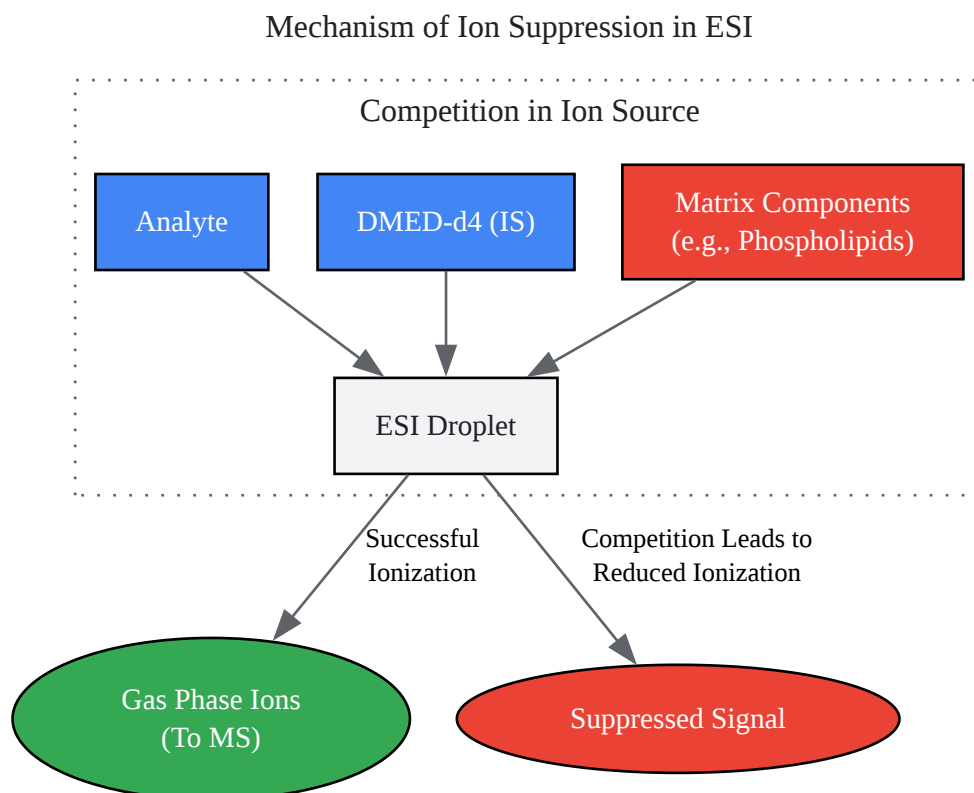 Mechanism of Ion Suppression in ESI
Competition in Ion Source
Analyte
DMED-d4 (IS)
Matrix Components
(e.g., Phospholipids)
ESI Droplet
Successful
Ionization
Competition Leads to
Reduced Ionization
Gas Phase Ions
(To MS)
Suppressed Signal